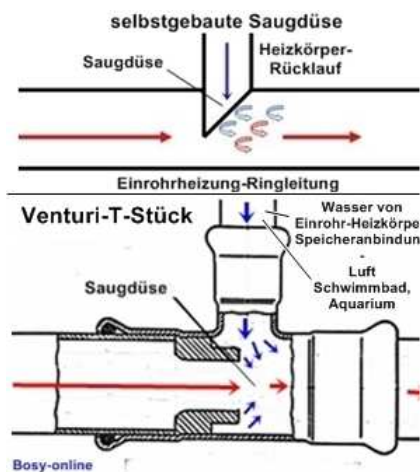 selbstgebaute Saugdüse
Saugdüse
Heizkörper-
Rücklauf
Einrohrheizung-Ringleitung
Venturi-T-Stück
Wasser von
Einrohr-Heizkörpe
Speicheranbindun
-
Luft
Schwimmbad,
Aquarium
Saugdüse
Bosy-online